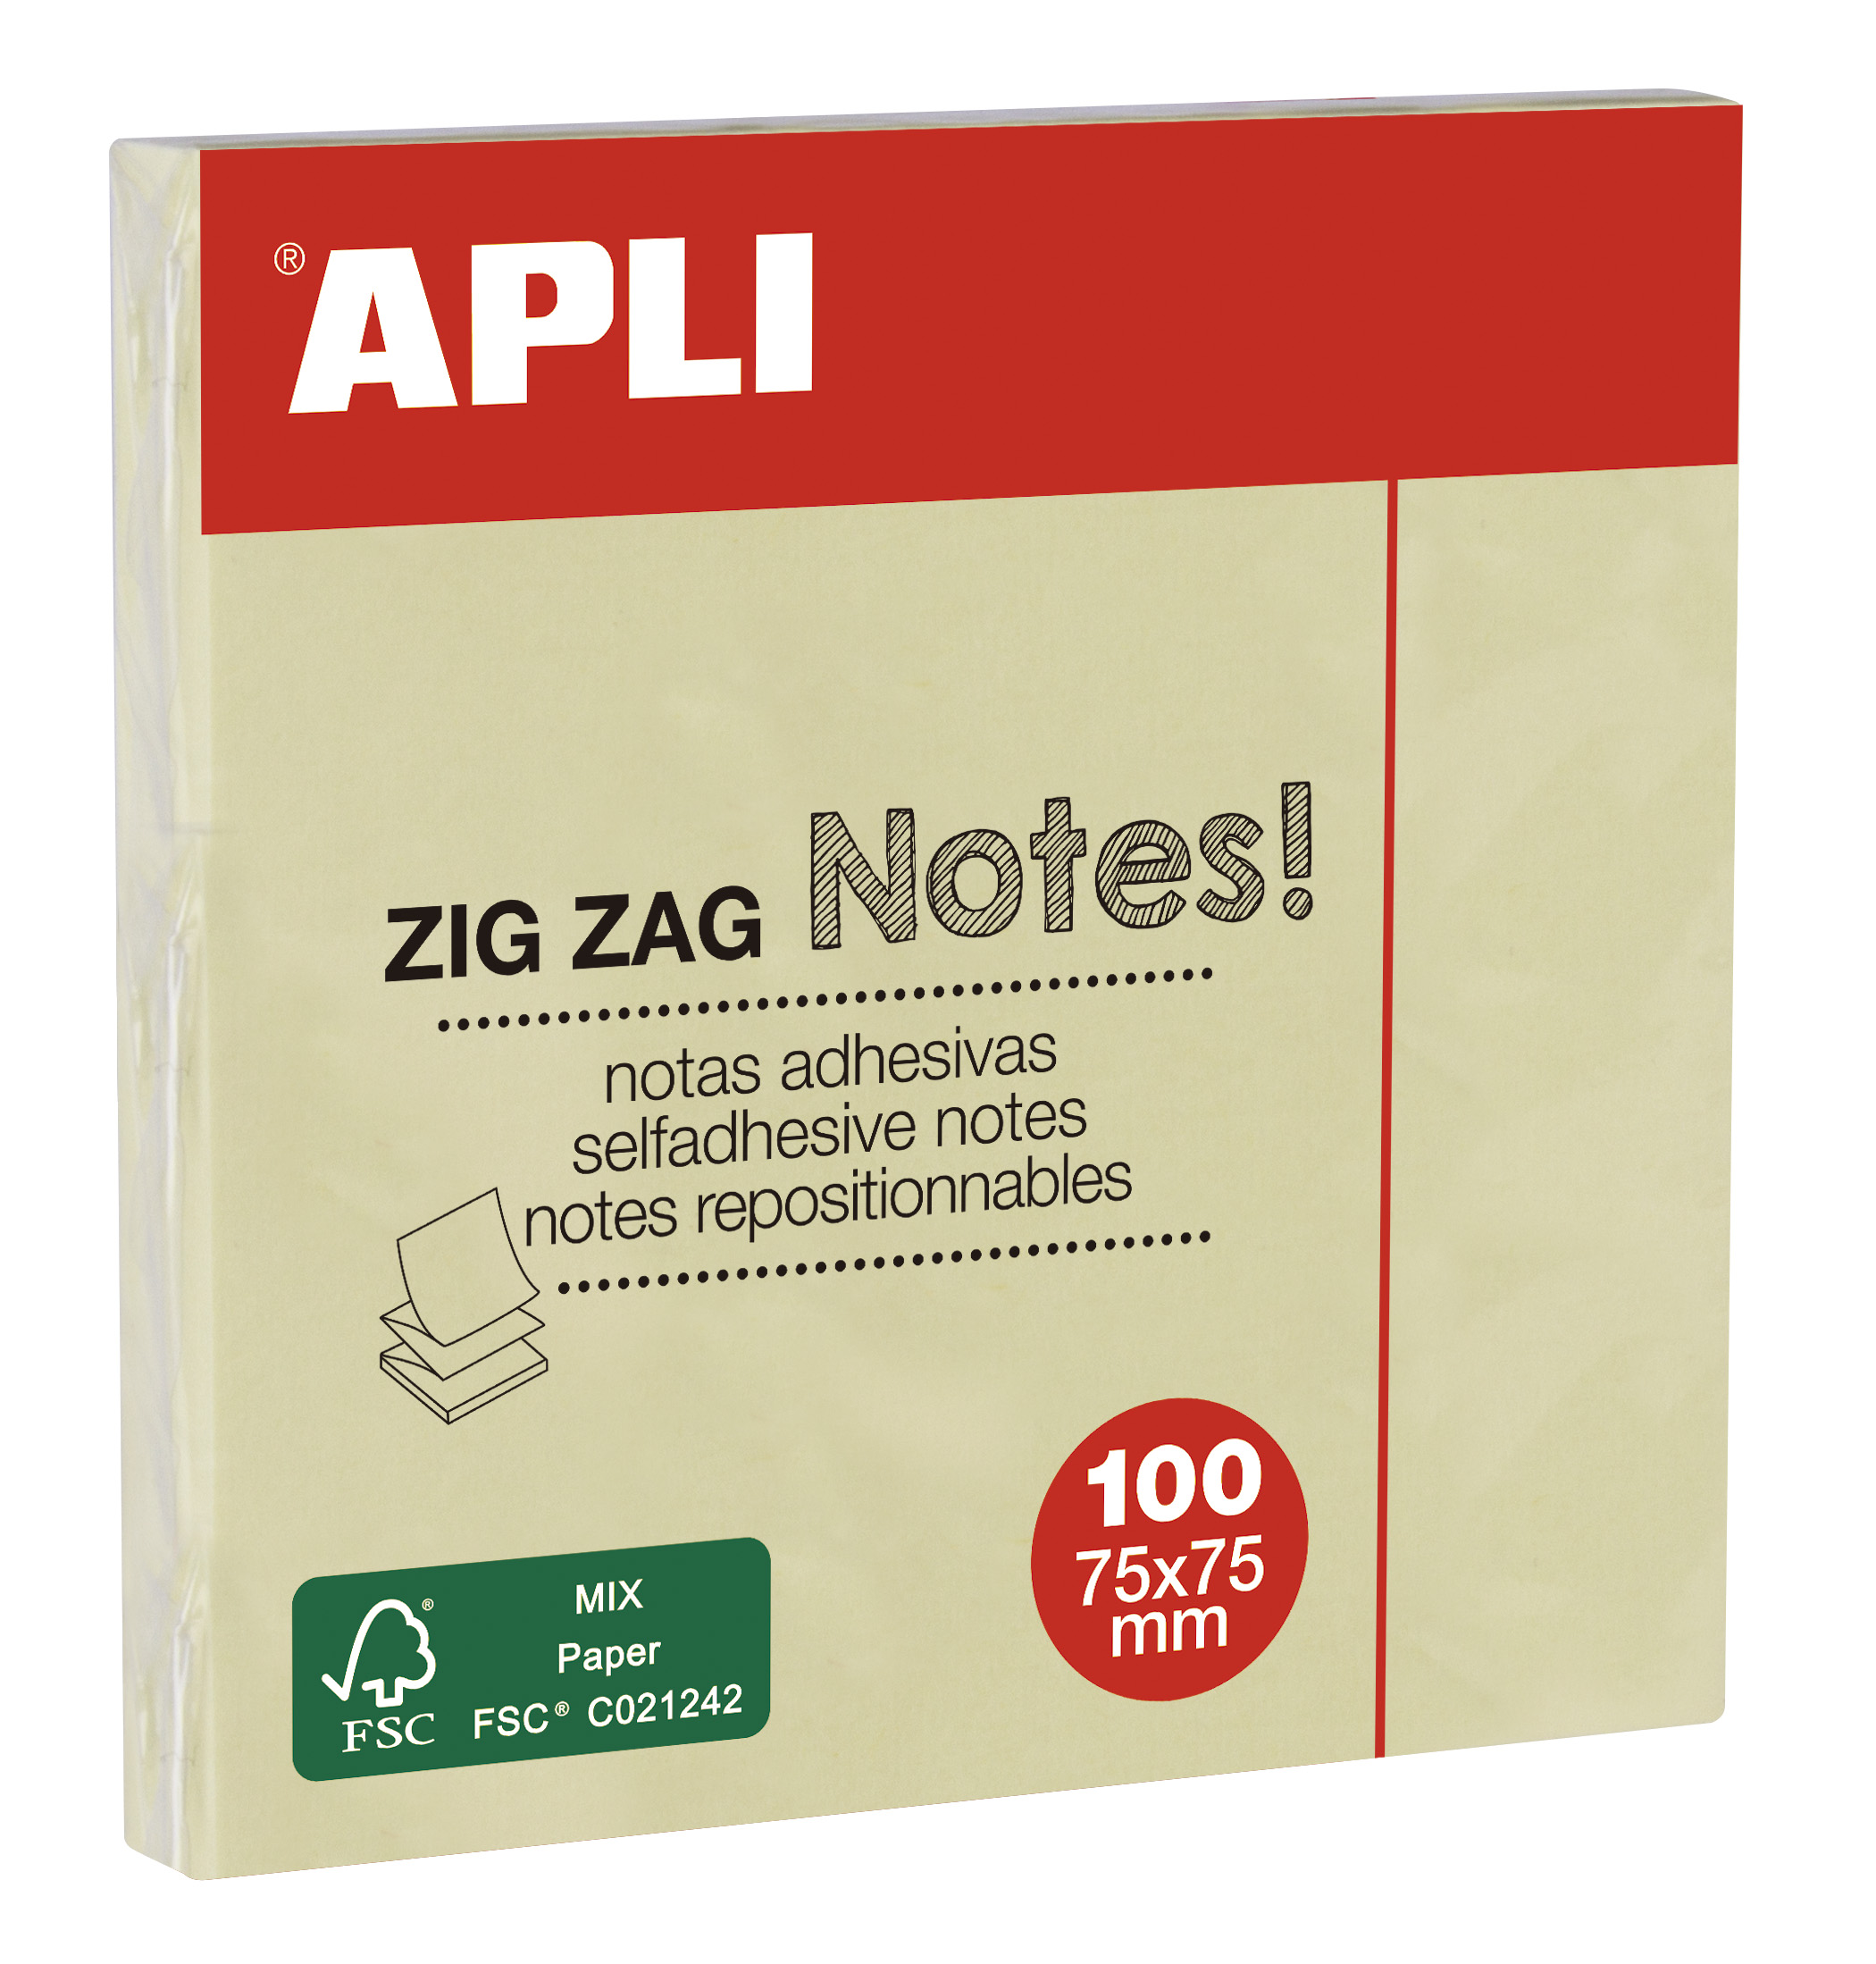 ® APLI
ZIG ZAG Notes!
notas adhesivas
selfadhesive notes
notes repositionnables
100
75x75
mm
®
FSC
MIX
Paper
FSC® C021242